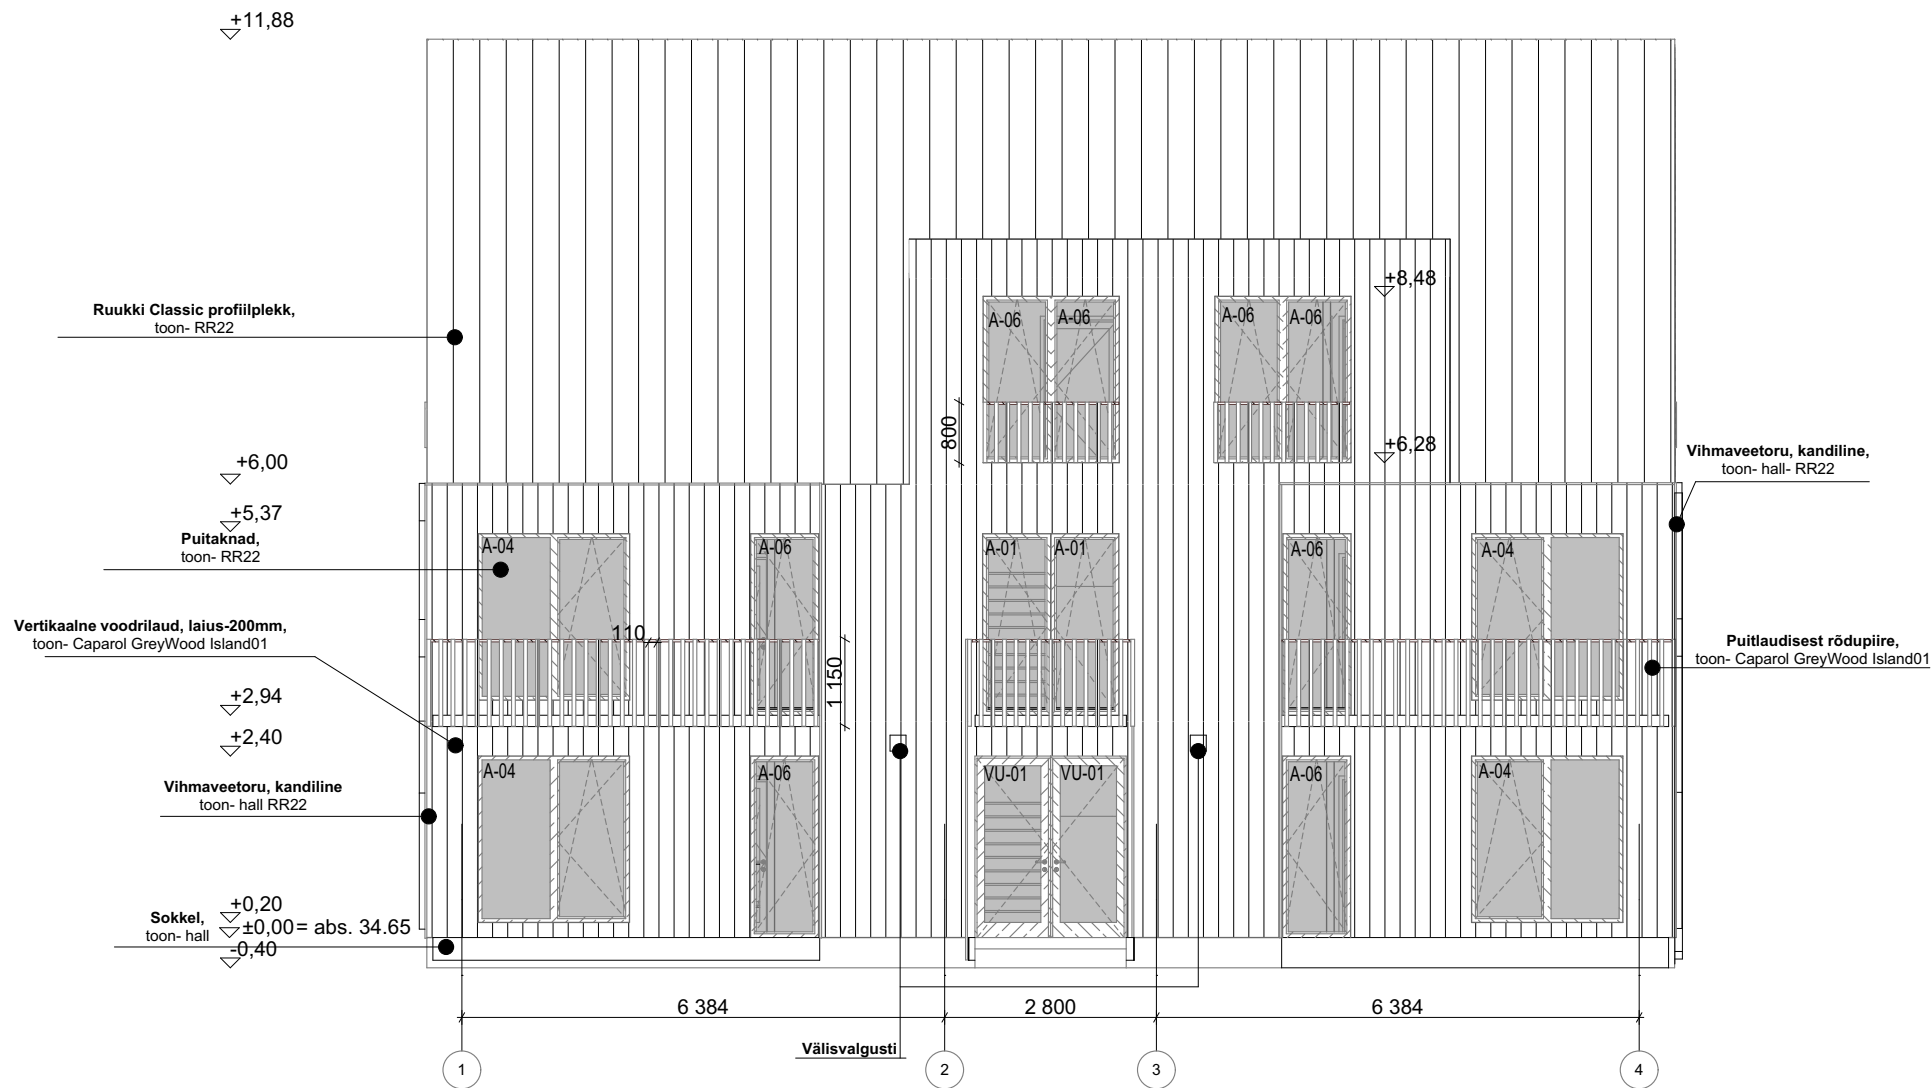 +11,88
Ruukki Classic profiilplekk,
toon- RR22
+8,48
A-06 A-06 A-06 A-06
800
+6,28
+6,00
Vihmaveetoru, kandiline,
toon- hall- RR22
+5,37
Puitaknad,
toon- RR22
A-04 A-06 A-01 A-01 A-06 A-04
110
Vertikaalne voodrilaud, laius-200mm,
toon- Caparol GreyWood Island01
Puitlaudisest rõdupiire,
toon- Caparol GreyWood Island01
1 150
+2,94
+2,40
A-04 A-06 VU-01 VU-01 A-06 A-04
Vihmaveetoru, kandiline
toon- hall RR22
+0,20
Sokkel,
toon- hall
±0,00= abs. 34.65
-0,40
6 384 2 800 6 384
Välisvalgusti
1 2 3 4